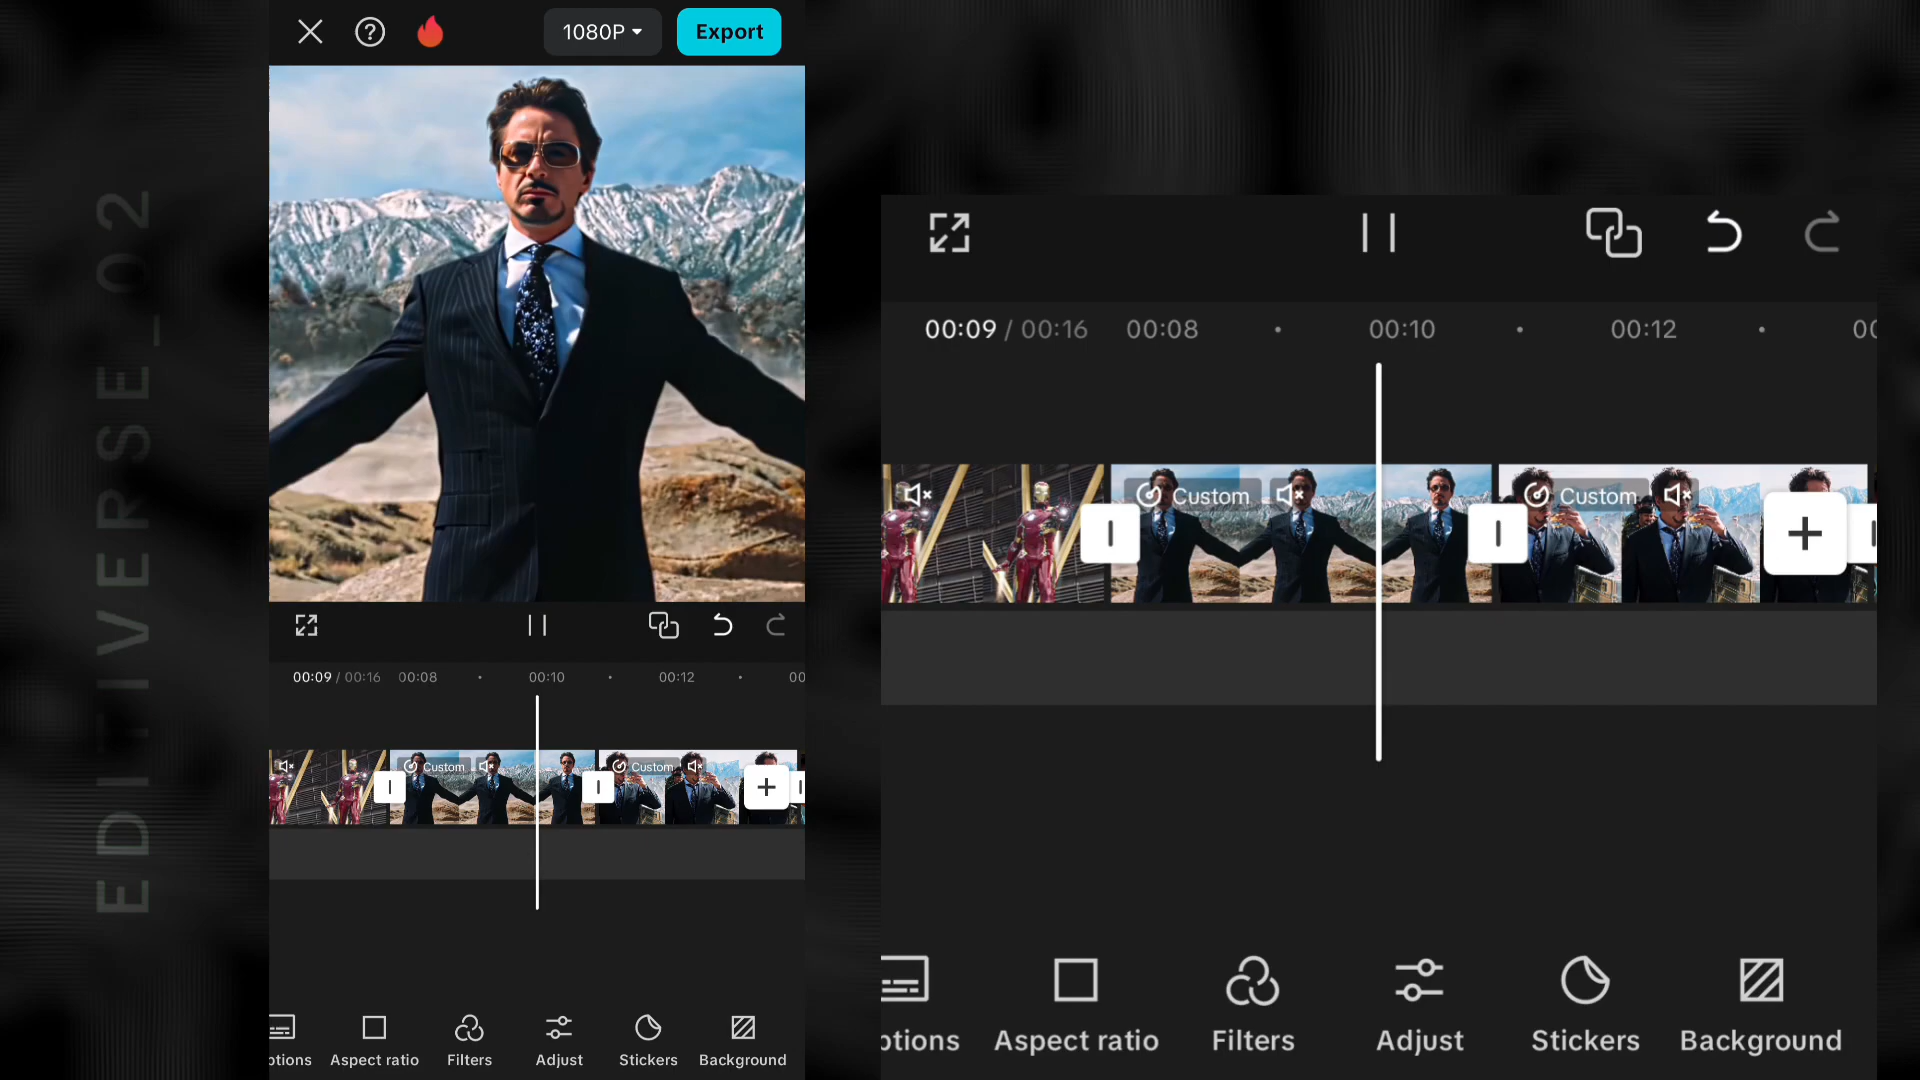 EDITIVERSE_02
1080P
Export
00:09 / 00:16 00:08 00:10 00:12 00
Custom Custom
ptions Aspect ratio Filters Adjust Stickers Background
00:09 / 00:16 00:08 00:10 00:12 00
Custom Custom
ptions Aspect ratio Filters Adjust Stickers Background